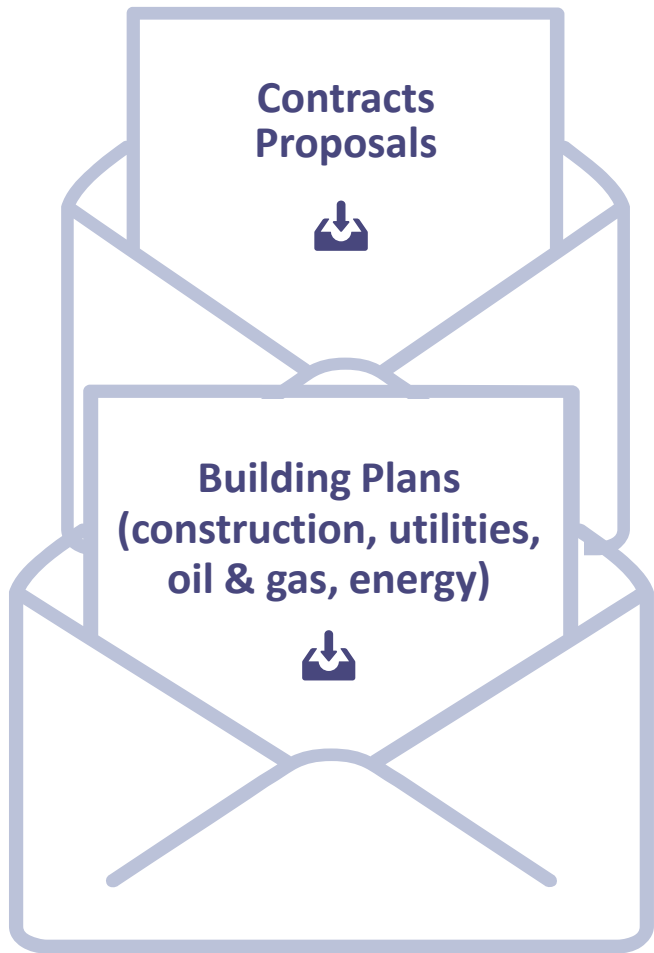 Contracts
Proposals
Building Plans
(construction, utilities,
oil & gas, energy)